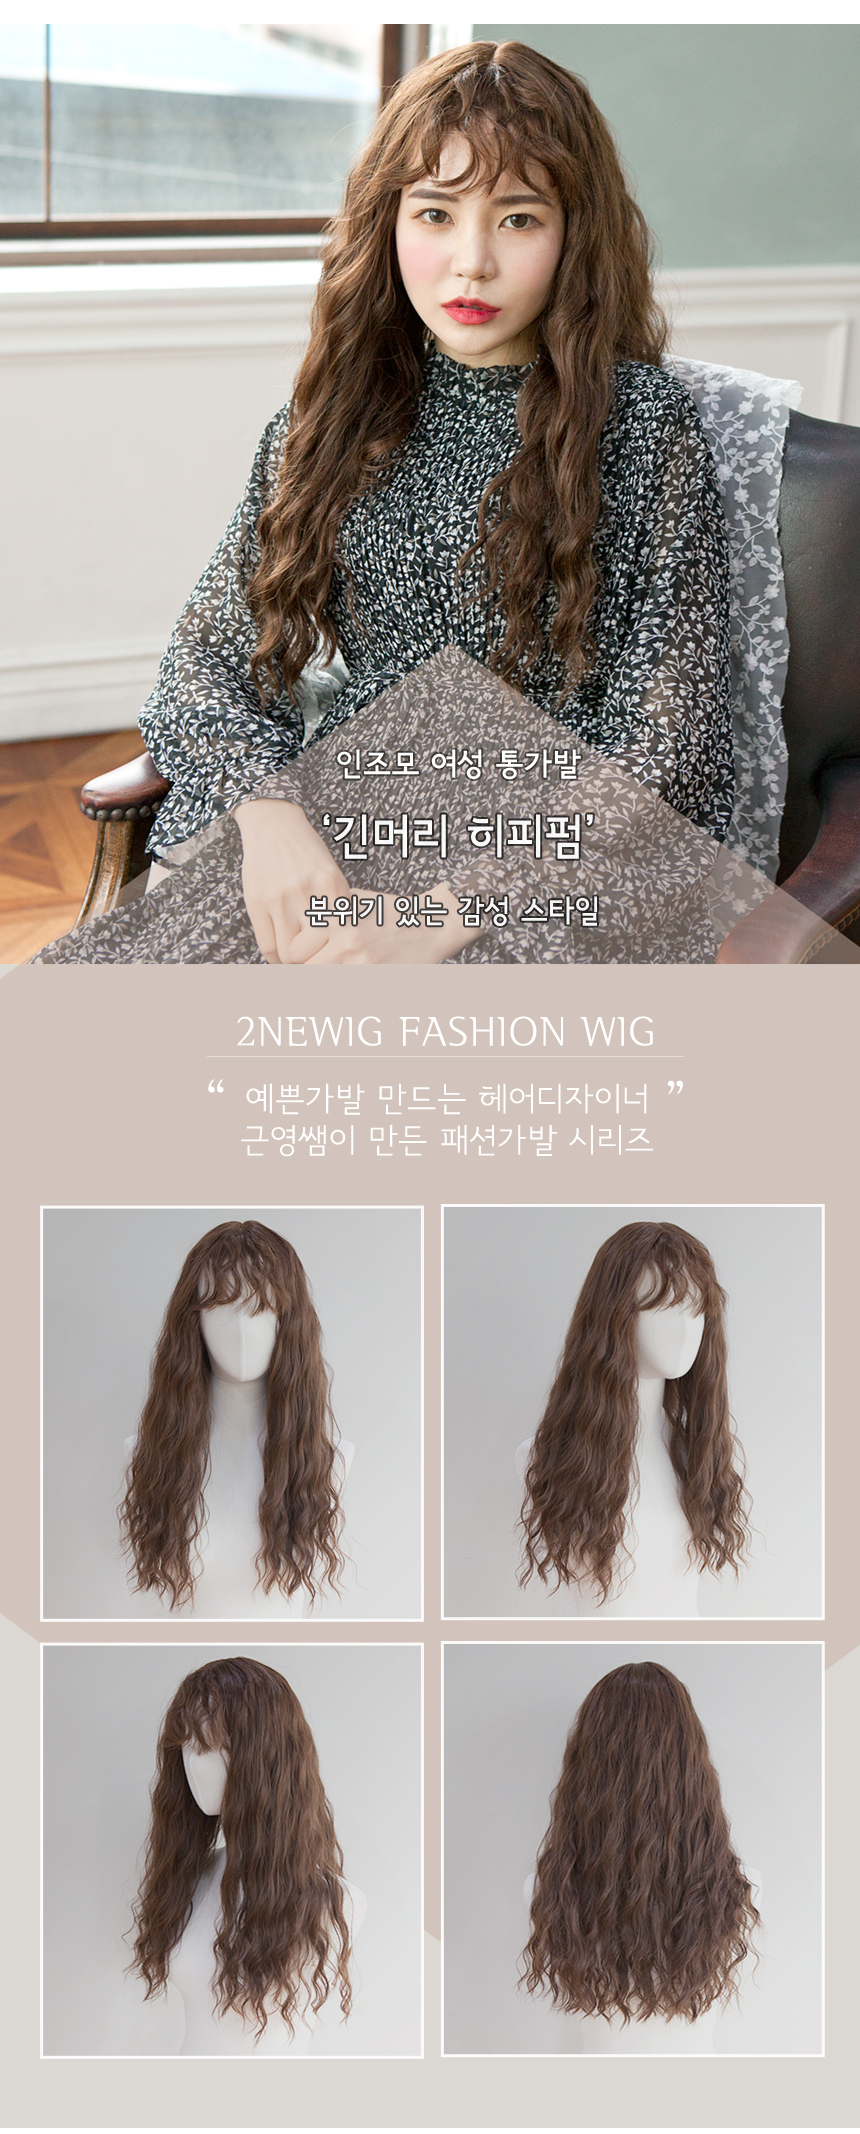 인조모 여성 통가발
‘긴머리 히피펌’
분위기 있는 감성 스타일
2NEWIG FASHION WIG
“ 예쁜가발 만드는 헤어디자이너 ”
근영쌤이 만든 패션가발 시리즈